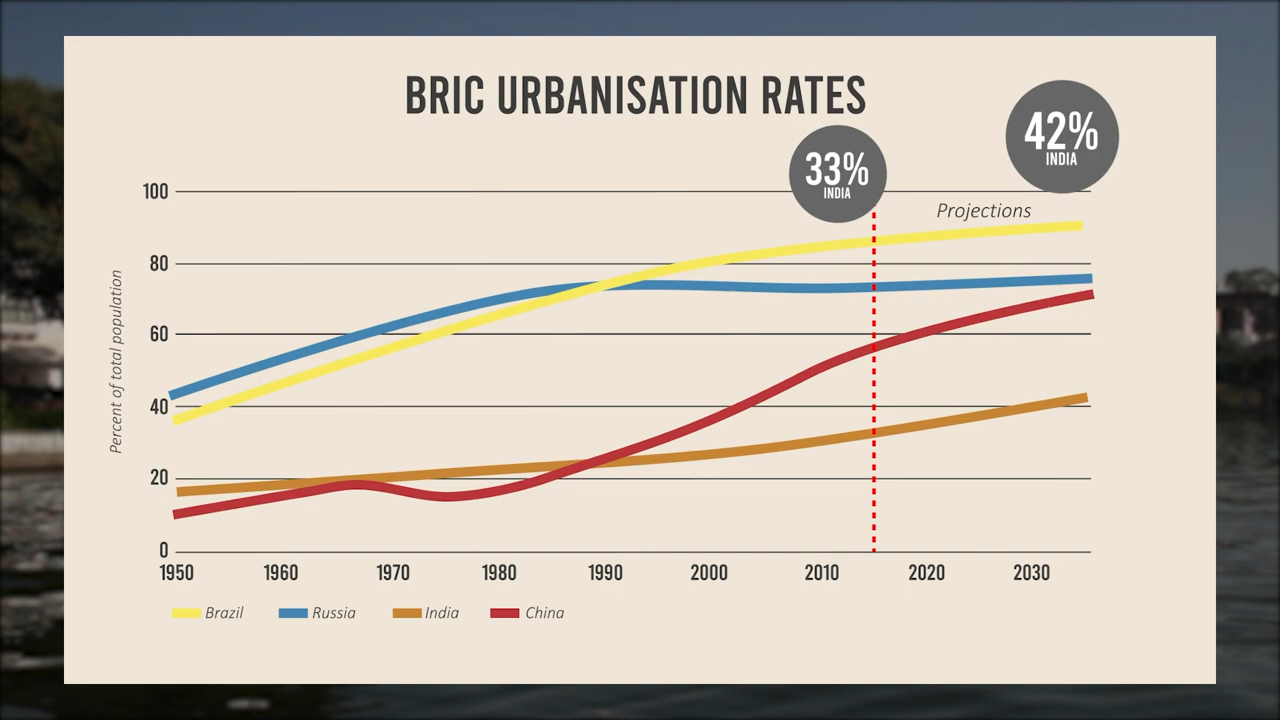 BRIC URBANISATION RATES
33%
INDIA
42%
INDIA
Projections
Percent of total population
100
80
60
40
20
0
1950 1960 1970 1980 1990 2000 2010 2020 2030
Brazil Russia India China